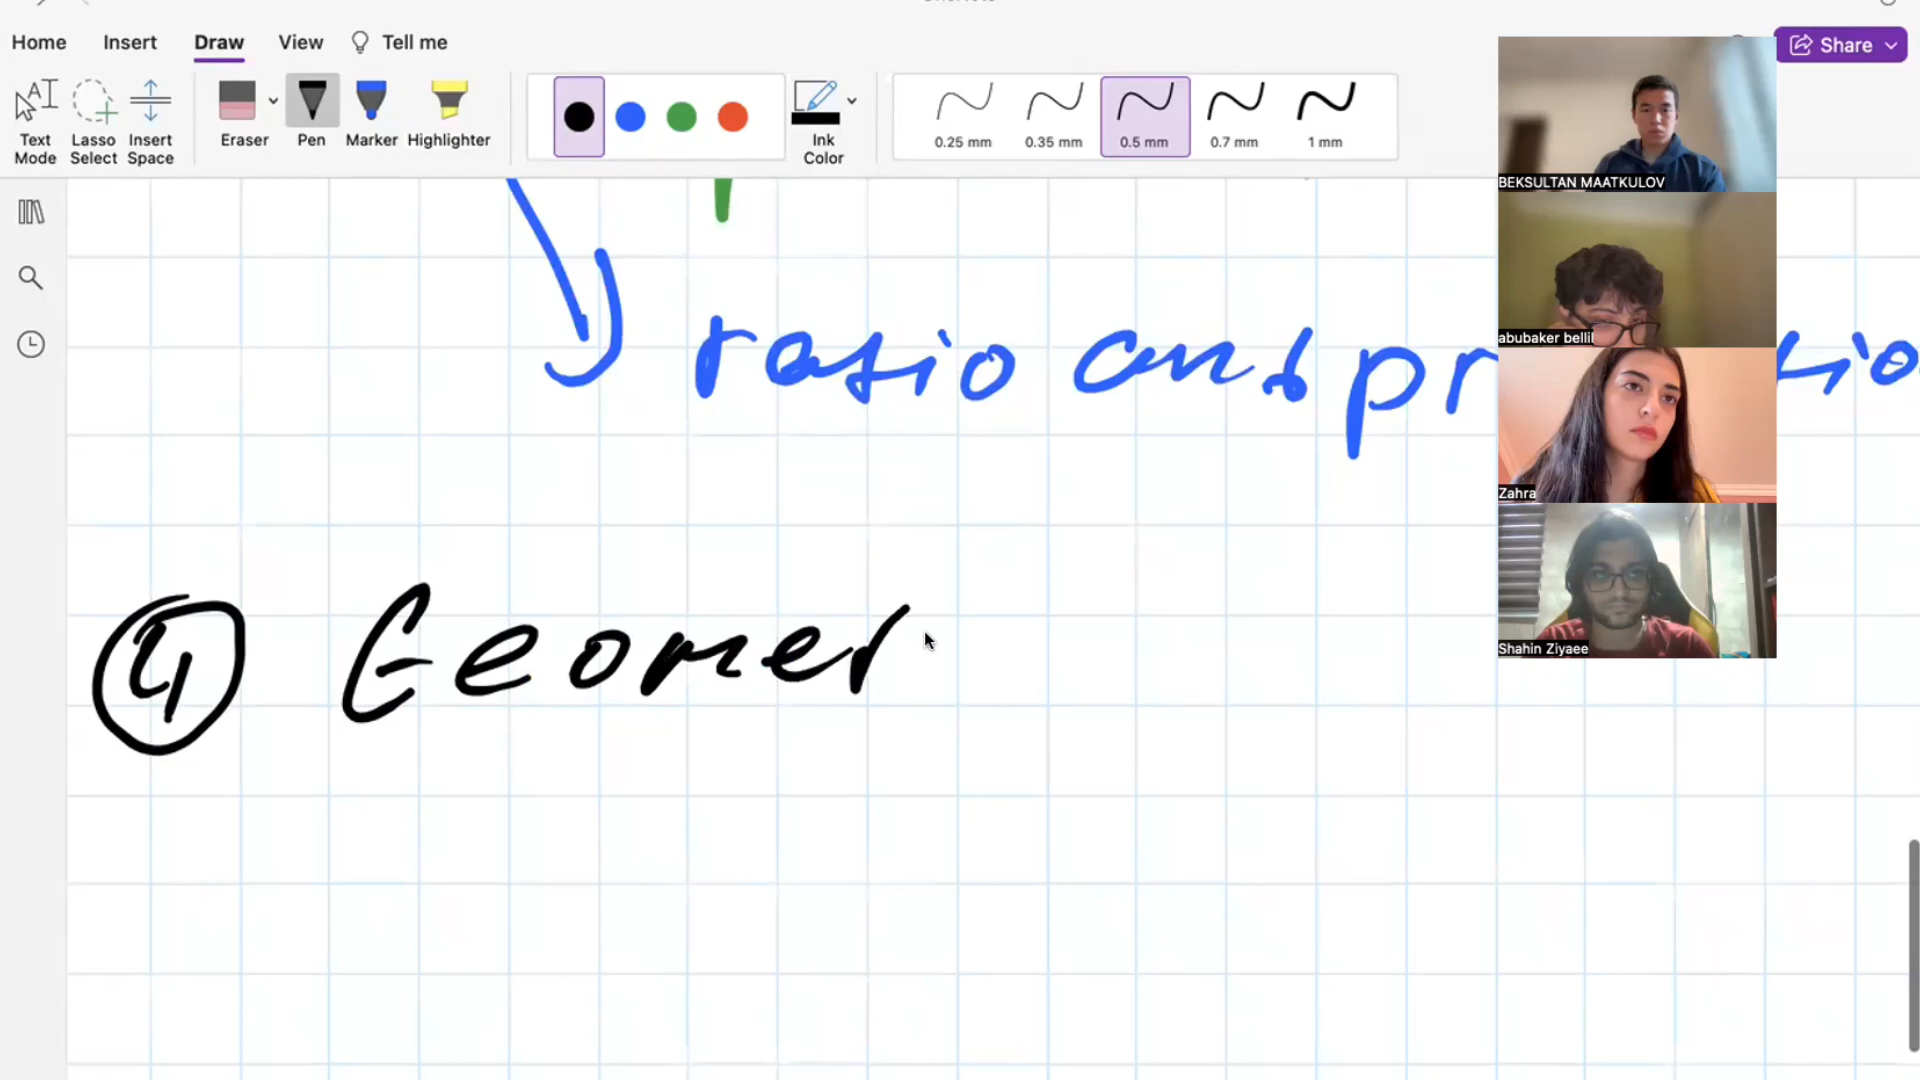 Home Insert Draw View Tell me
Share
Text Mode
Lasso Select
Insert Space
Eraser
Pen
Marker
Highlighter
Ink Color
0.25 mm
0.35 mm
0.5 mm
0.7 mm
1 mm
BEKSULTAN MAATKULOV
abubaker bellil
Zahra
Shahin Ziyaee
ratio and pr
4 Geomet